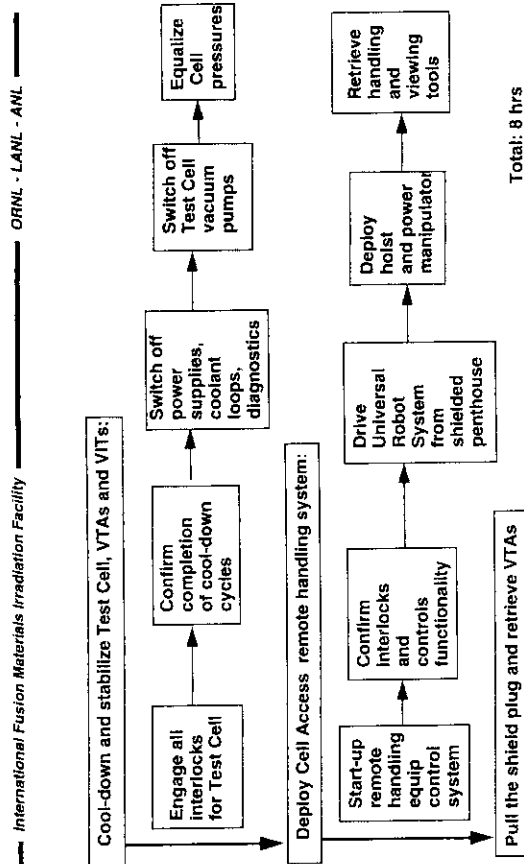 International Fusion Materials Irradiation Facility
ORNL - LANL - ANL
Cool-down and stabilize Test Cell, VTAs and VITs:
Engage all
interlocks
for Test Cell
Confirm
completion
of cool-down
cycles
Switch off
power
supplies,
coolant
loops,
diagnostics
Switch off
Test Cell
vacuum
pumps
Equalize
Cell
pressures
Deploy Cell Access remote handling system:
Start-up
remote
handling
equip
control
system
Confirm
Interlocks
and
controls
functionality
Drive
Universal
Robot
System
from
shielded
penthouse
Deploy
hoist
and power
manipulator
Retrieve
handling
and
viewing
tools
Pull the shield plug and retrieve VTAs
Total: 8 hrs